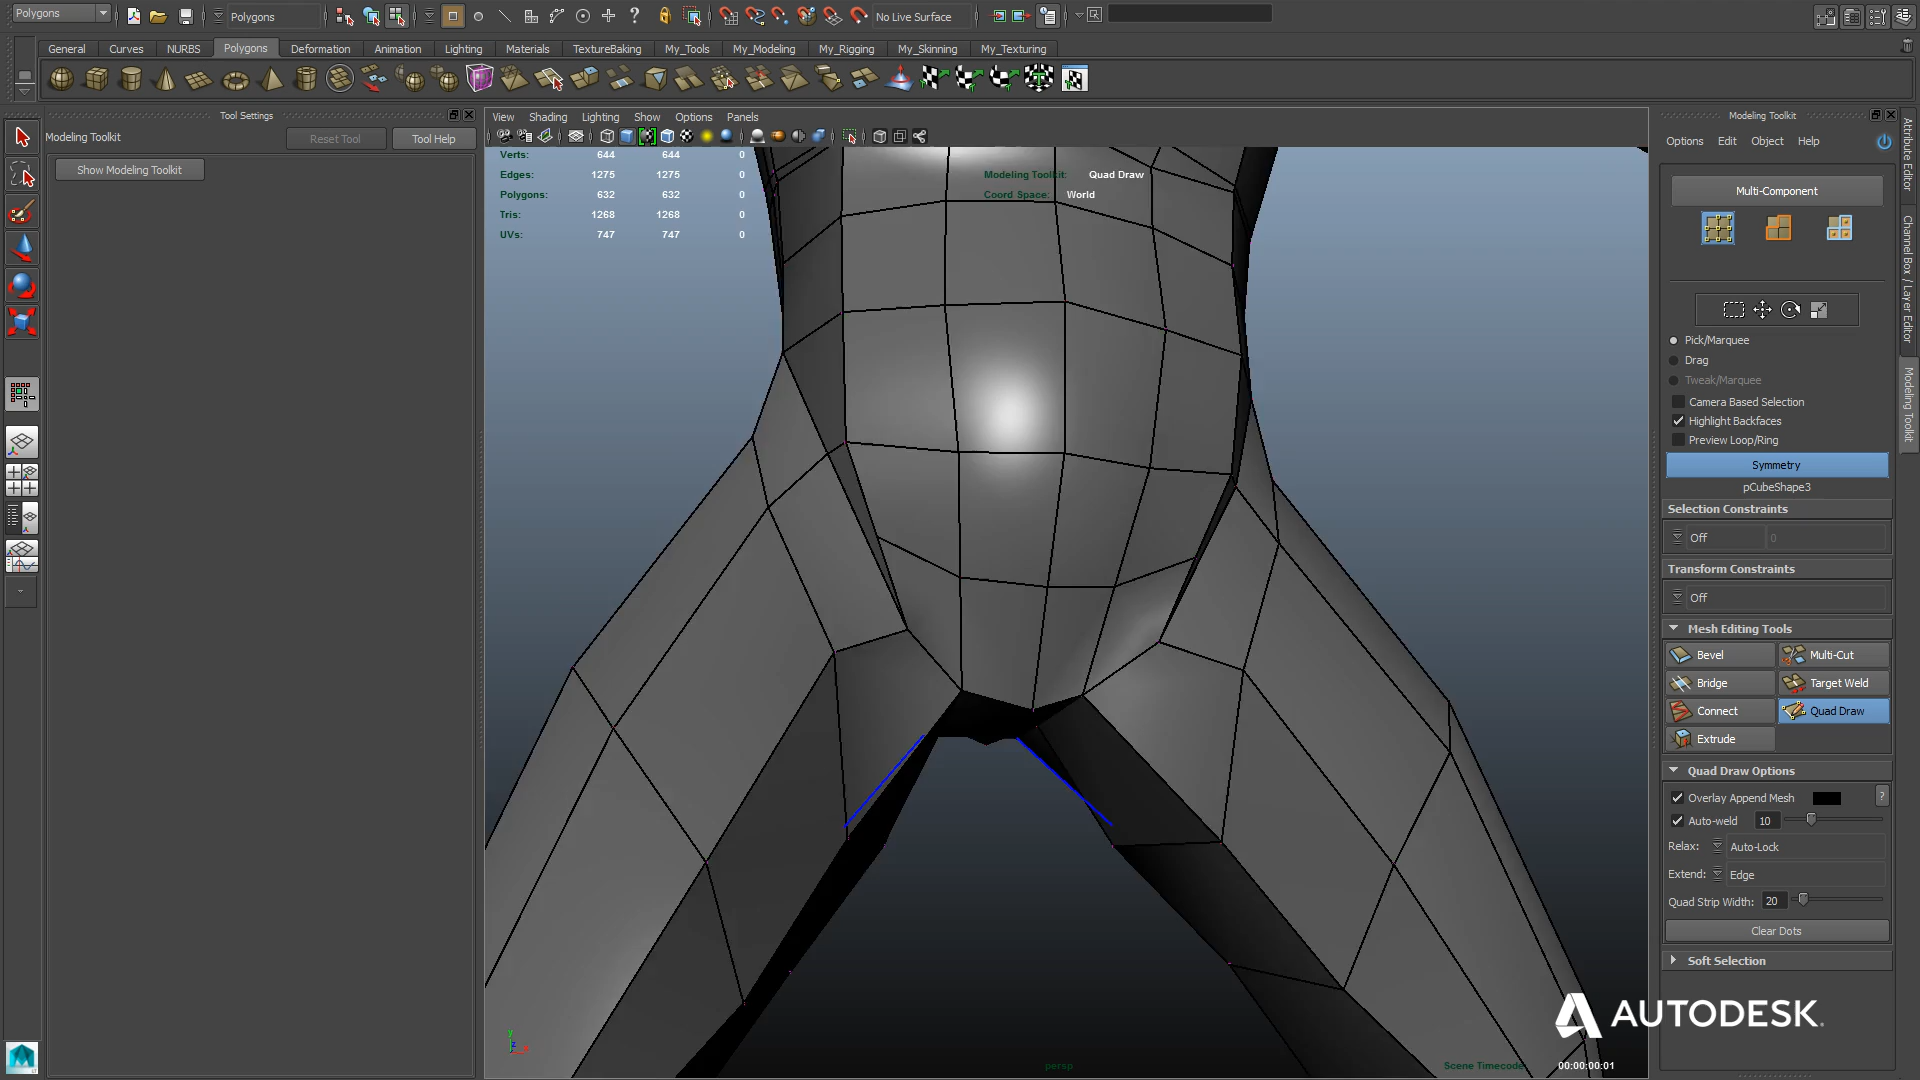 Polygons
Polygons
No Live Surface
General Curves NURBS Polygons Deformation Animation Lighting Materials TextureBaking My_Tools My_Modeling My_Rigging My_Skinning My_Texturing
Tool Settings
Modeling Toolkit
Reset Tool
Tool Help
Show Modeling Toolkit
View Shading Lighting Show Options Panels
Verts: 644 644 0
Edges: 1275 1275 0
Polygons: 632 632 0
Tris: 1268 1268 0
UVs: 747 747 0
Modeling Toolkit: Quad Draw
Coord Space: World
persp
Scene Timecode: 00:00:00:01
Modeling Toolkit
Options Edit Object Help
Multi-Component
Pick/Marquee
Drag
Tweak/Marquee
Camera Based Selection
Highlight Backfaces
Preview Loop/Ring
Symmetry
pCubeShape3
Selection Constraints
Off 0
Transform Constraints
Off
Mesh Editing Tools
Bevel Multi-Cut
Bridge Target Weld
Connect Quad Draw
Extrude
Quad Draw Options
Overlay Append Mesh ?
Auto-weld 10
Relax: Auto-Lock
Extend: Edge
Quad Strip Width: 20
Clear Dots
Soft Selection
AUTODESK.
Attribute Editor
Channel Box / Layer Editor
Modeling Toolkit
y
z
x